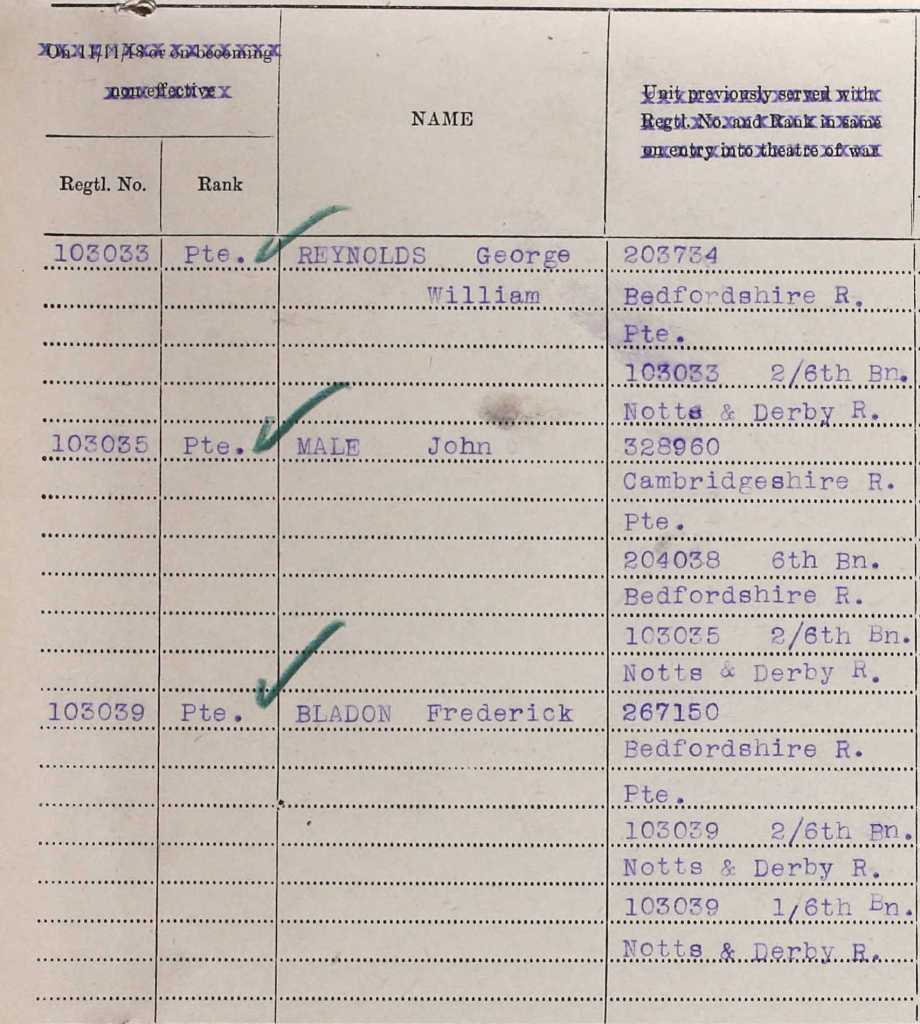 On 11/11/18 or on becoming
non-effective
NAME
Unit previously served with
Regtl. No. and Rank in same
on entry into theatre of war
Regtl. No. Rank
103033 Pte. REYNOLDS George 203734
William Bedfordshire R.
Pte.
103033 2/6th Bn.
Notts & Derby R.
103035 Pte. MALE John 328960
Cambridgeshire R.
Pte.
204038 6th Bn.
Bedfordshire R.
103035 2/6th Bn.
Notts & Derby R.
103039 Pte. BLADON Frederick 267150
Bedfordshire R.
Pte.
103039 2/6th Bn.
Notts & Derby R.
103039 1/6th Bn.
Notts & Derby R.